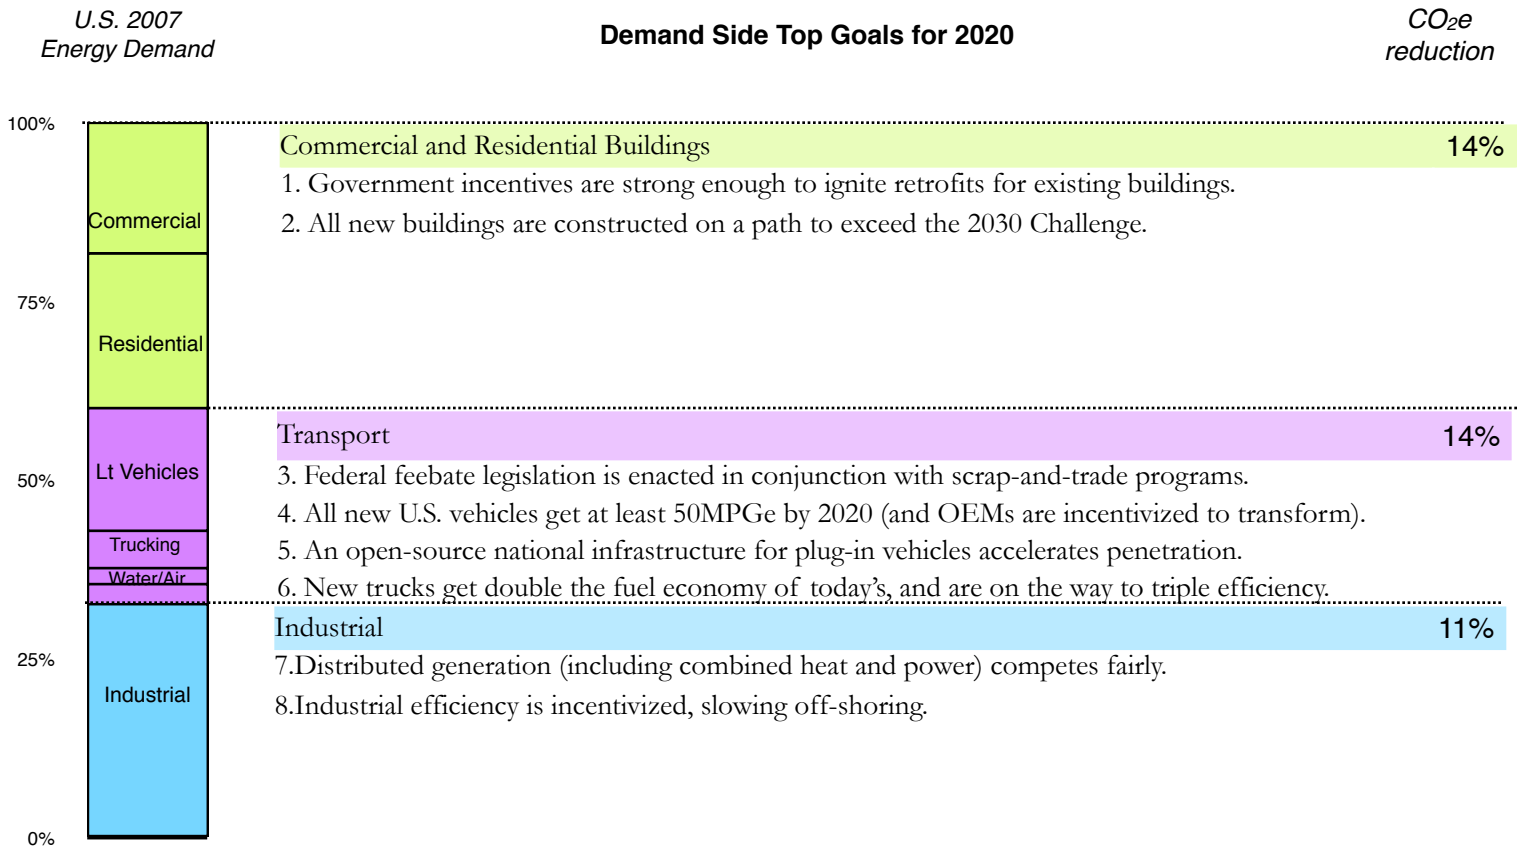 U.S. 2007
Energy Demand
Demand Side Top Goals for 2020
CO₂e
reduction
100%
Commercial and Residential Buildings 14%
1. Government incentives are strong enough to ignite retrofits for existing buildings.
Commercial
2. All new buildings are constructed on a path to exceed the 2030 Challenge.
75%
Residential
Transport 14%
Lt Vehicles
50%
3. Federal feebate legislation is enacted in conjunction with scrap-and-trade programs.
4. All new U.S. vehicles get at least 50MPGe by 2020 (and OEMs are incentivized to transform).
Trucking
5. An open-source national infrastructure for plug-in vehicles accelerates penetration.
Water/Air
6. New trucks get double the fuel economy of today's, and are on the way to triple efficiency.
Industrial 11%
25%
7.Distributed generation (including combined heat and power) competes fairly.
Industrial
8.Industrial efficiency is incentivized, slowing off-shoring.
0%